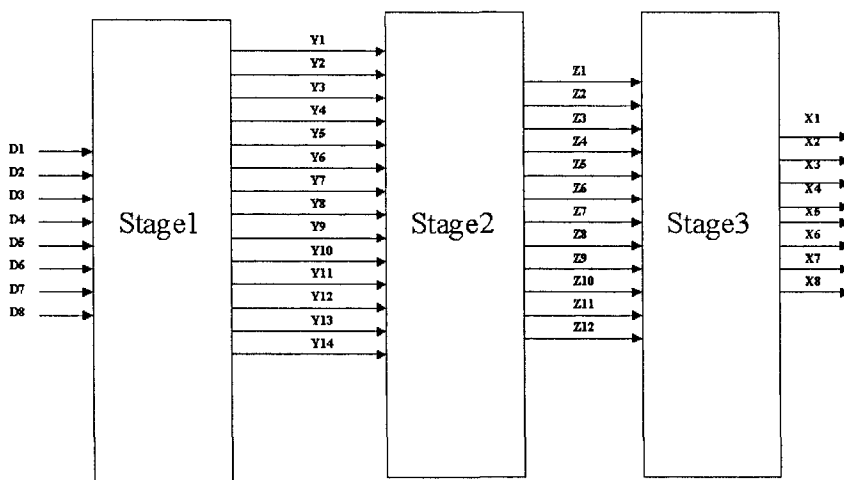 D1
D2
D3
D4
D5
D6
D7
D8
Stage1
Y1
Y2
Y3
Y4
Y5
Y6
Y7
Y8
Y9
Y10
Y11
Y12
Y13
Y14
Stage2
Z1
Z2
Z3
Z4
Z5
Z6
Z7
Z8
Z9
Z10
Z11
Z12
Stage3
X1
X2
X3
X4
X5
X6
X7
X8